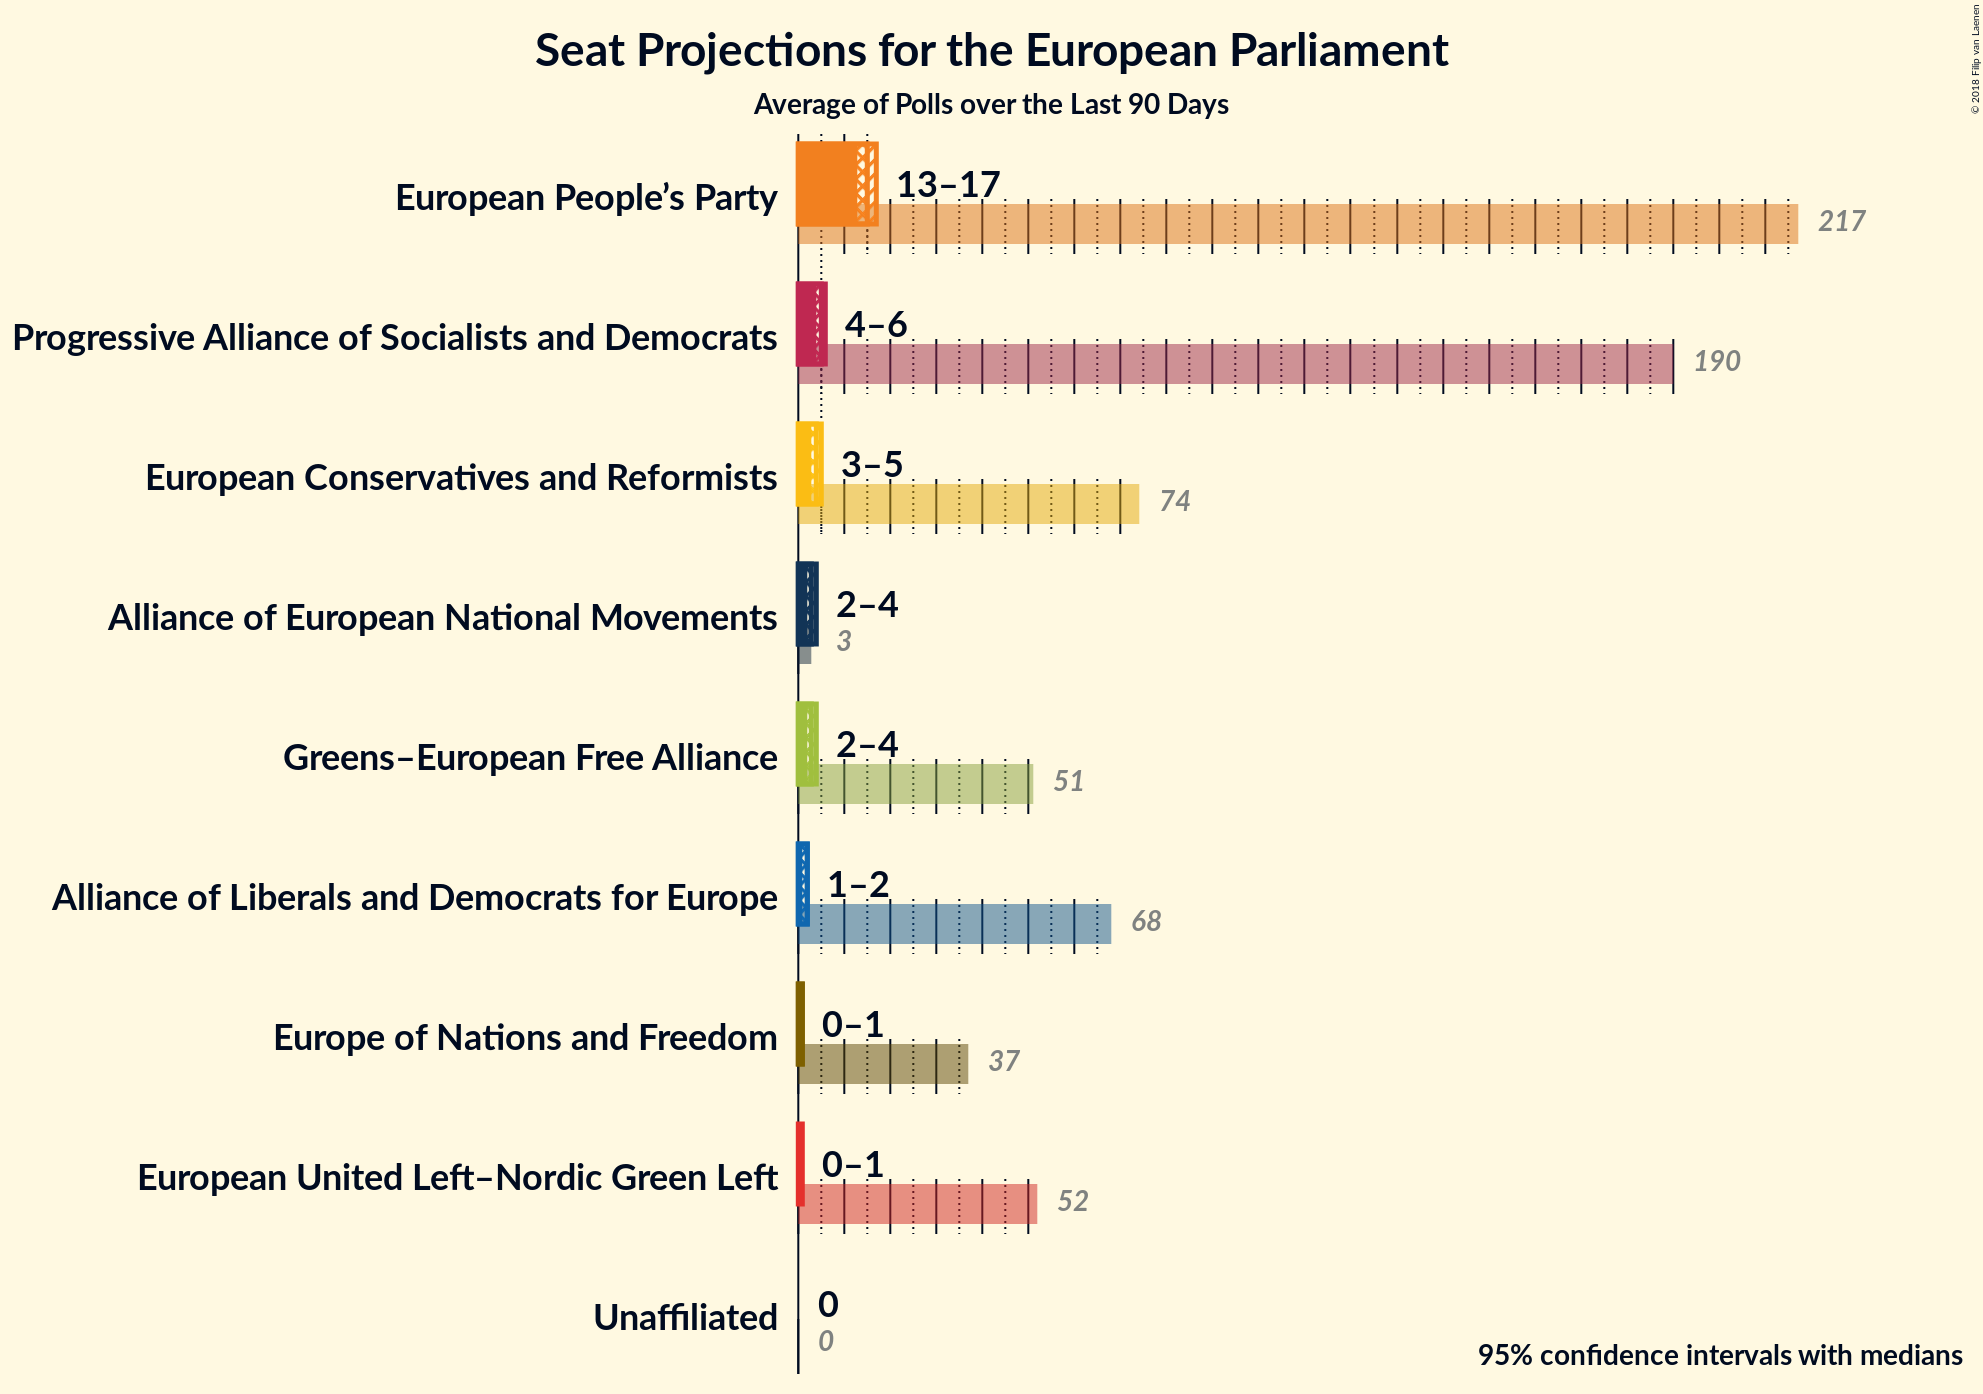 Seat Projections for the European Parliament
Average of Polls over the Last 90 Days
© 2018 Filip van Laenen
European People’s Party
13–17
217
Progressive Alliance of Socialists and Democrats
4–6
190
European Conservatives and Reformists
3–5
74
Alliance of European National Movements
2–4
3
Greens–European Free Alliance
2–4
51
Alliance of Liberals and Democrats for Europe
1–2
68
Europe of Nations and Freedom
0–1
37
European United Left–Nordic Green Left
0–1
52
Unaffiliated
0
0
95% confidence intervals with medians